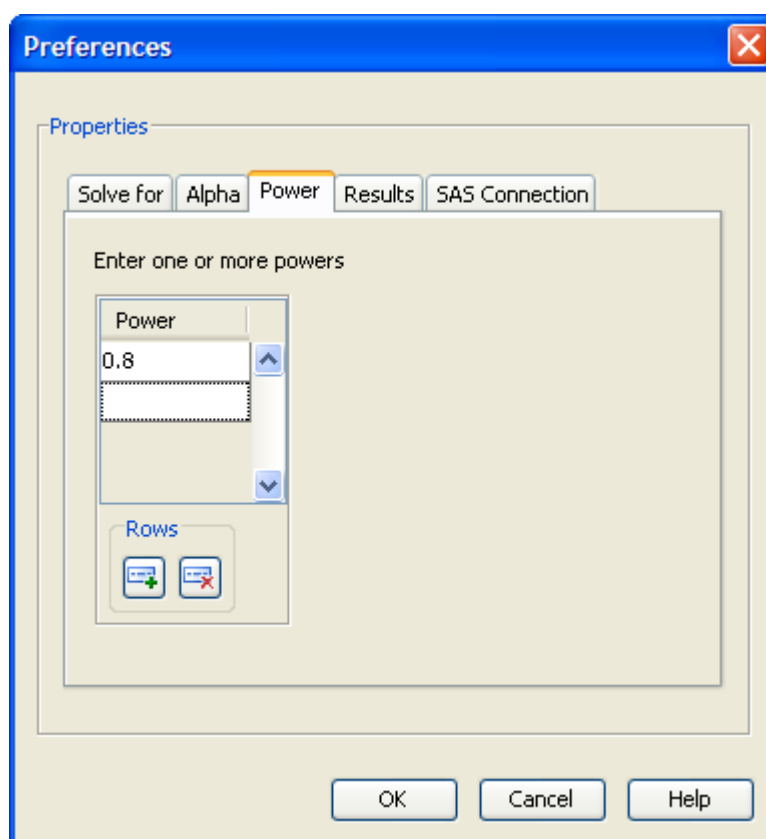 Preferences
Properties
Solve for Alpha Power Results SAS Connection
Enter one or more powers
Power
0.8
Rows
OK Cancel Help